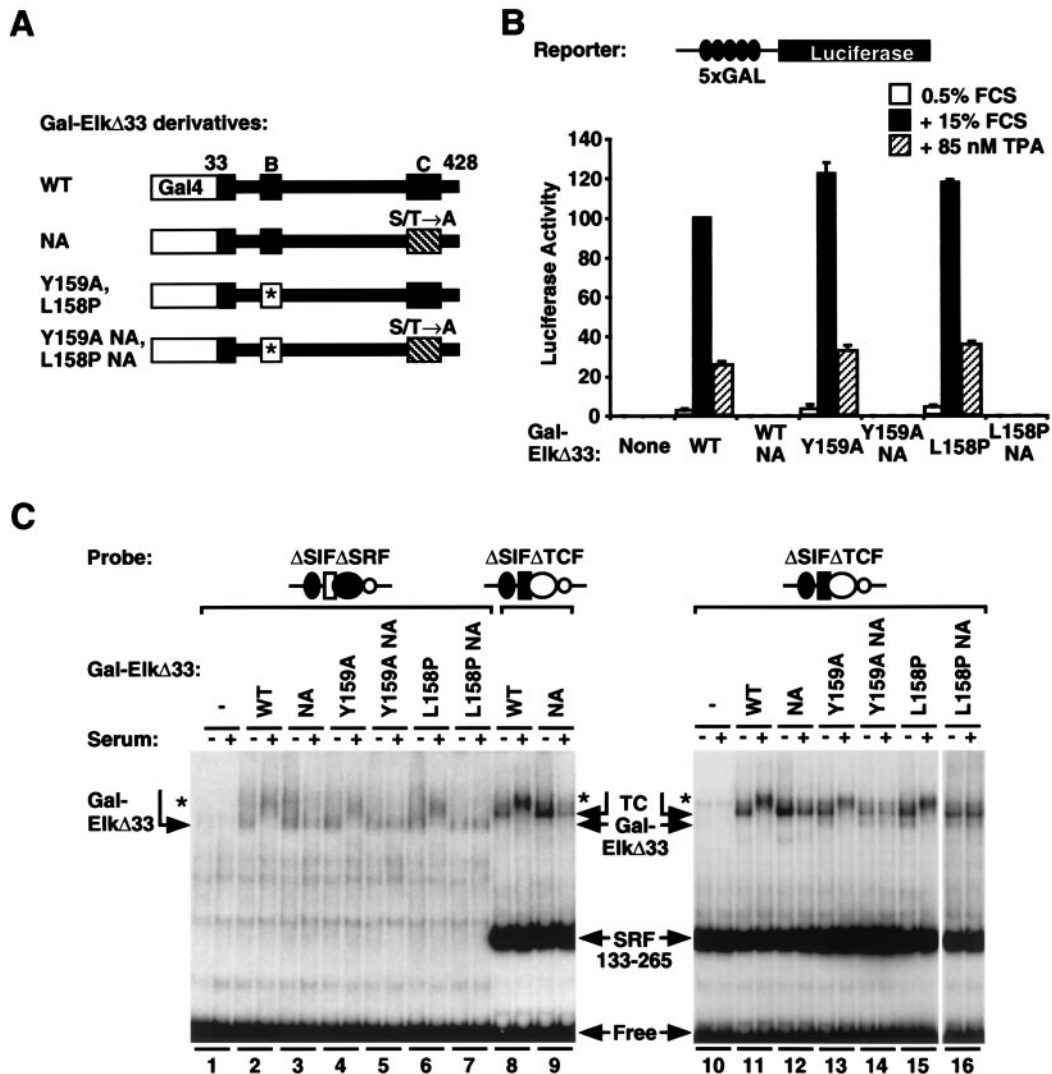 A
Gal-ElkΔ33 derivatives:
33 B C 428
WT Gal4
S/T→A
NA
Y159A,
L158P *
S/T→A
Y159A NA,
L158P NA *
B
Reporter: Luciferase
5xGAL
0.5% FCS
+ 15% FCS
+ 85 nM TPA
Luciferase Activity
140
120
100
80
60
40
20
0
Gal-
ElkΔ33: None WT WT NA Y159A Y159A NA L158P L158P NA
C
Probe: ΔSIFΔSRF ΔSIFΔTCF ΔSIFΔTCF
Gal-ElkΔ33: - WT NA Y159A Y159A NA L158P L158P NA WT NA - WT NA Y159A Y159A NA L158P L158P NA
Serum: - + - + - + - + - + - + - + - + - + - + - + - + - + - + - + - +
Gal-
ElkΔ33 * * TC *
Gal-
ElkΔ33
SRF
133-265
Free
1 2 3 4 5 6 7 8 9 10 11 12 13 14 15 16